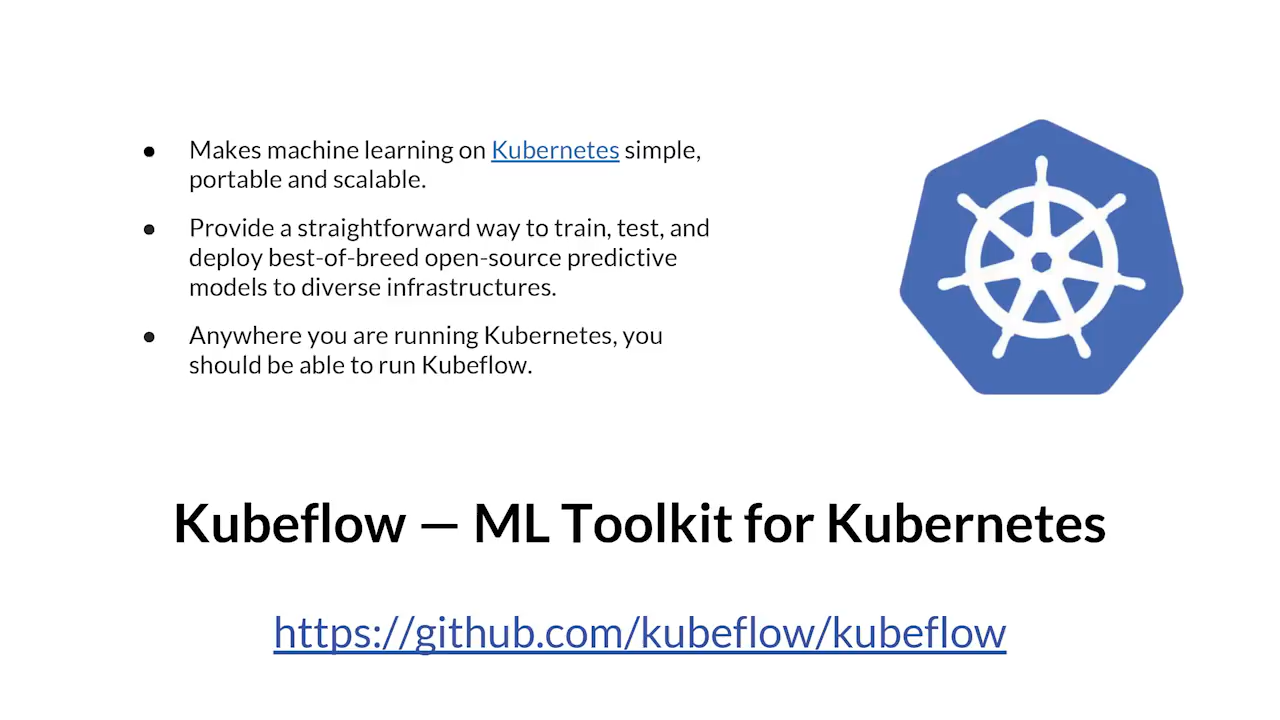 ● Makes machine learning on Kubernetes simple,
portable and scalable.
● Provide a straightforward way to train, test, and
deploy best-of-breed open-source predictive
models to diverse infrastructures.
● Anywhere you are running Kubernetes, you
should be able to run Kubeflow.
Kubeflow — ML Toolkit for Kubernetes
https://github.com/kubeflow/kubeflow